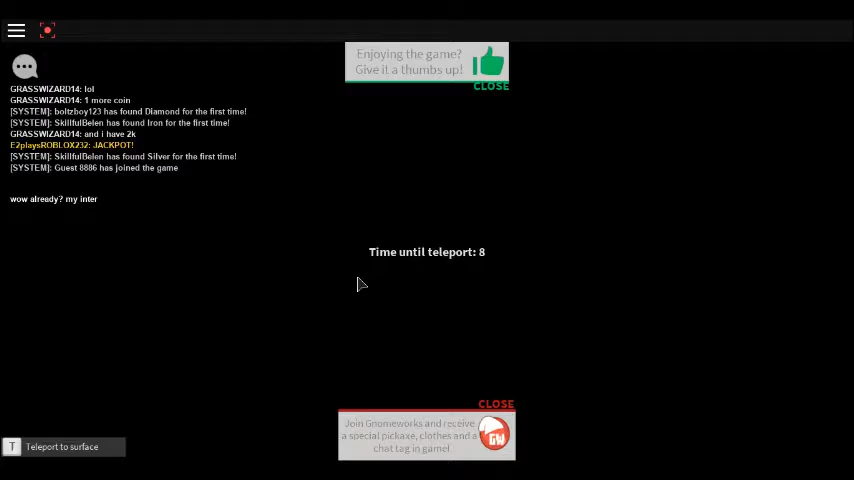 Enjoying the game?
Give it a thumbs up!
CLOSE
GRASSWIZARD14: lol
GRASSWIZARD14: 1 more coin
[SYSTEM]: boltzboy123 has found Diamond for the first time!
[SYSTEM]: SkillfulBelen has found Iron for the first time!
GRASSWIZARD14: and i have 2k
E2playsROBLOX232: JACKPOT!
[SYSTEM]: SkillfulBelen has found Silver for the first time!
[SYSTEM]: Guest 8886 has joined the game
wow already? my inter
Time until teleport: 8
CLOSE
Join Gnomeworks and receive
a special pickaxe, clothes and a
chat tag in game!
GW
T Teleport to surface